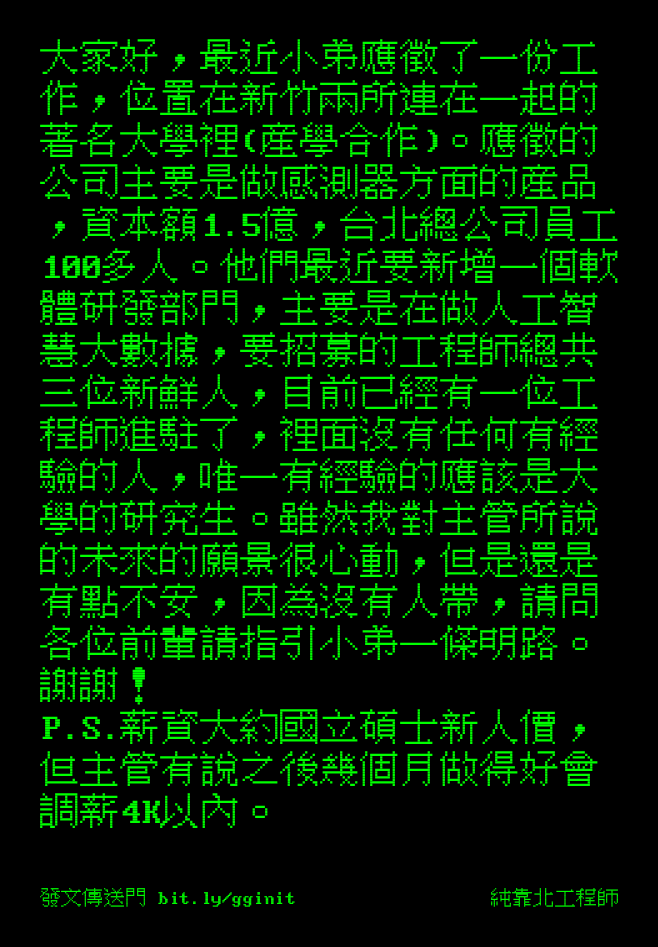 大家好，最近小弟應徵了一份工
作，位置在新竹兩所連在一起的
著名大學裡(産學合作)。應徵的
公司主要是做感測器方面的産品
，資本額1.5億，台北總公司員工
100多人。他們最近要新增一個軟
體研發部門，主要是在做人工智
慧大數據，要招募的工程師總共
三位新鮮人，目前已經有一位工
程師進駐了，裡面沒有任何有經
驗的人，唯一有經驗的應該是大
學的研究生。雖然我對主管所說
的未來的願景很心動，但是還是
有點不安，因為沒有人帶，請問
各位前輩請指引小弟一條明路。
謝謝！
P.S.薪資大約國立碩士新人價，
但主管有說之後幾個月做得好會
調薪4K以內。
發文傳送門 bit.ly/gginit
純靠北工程師